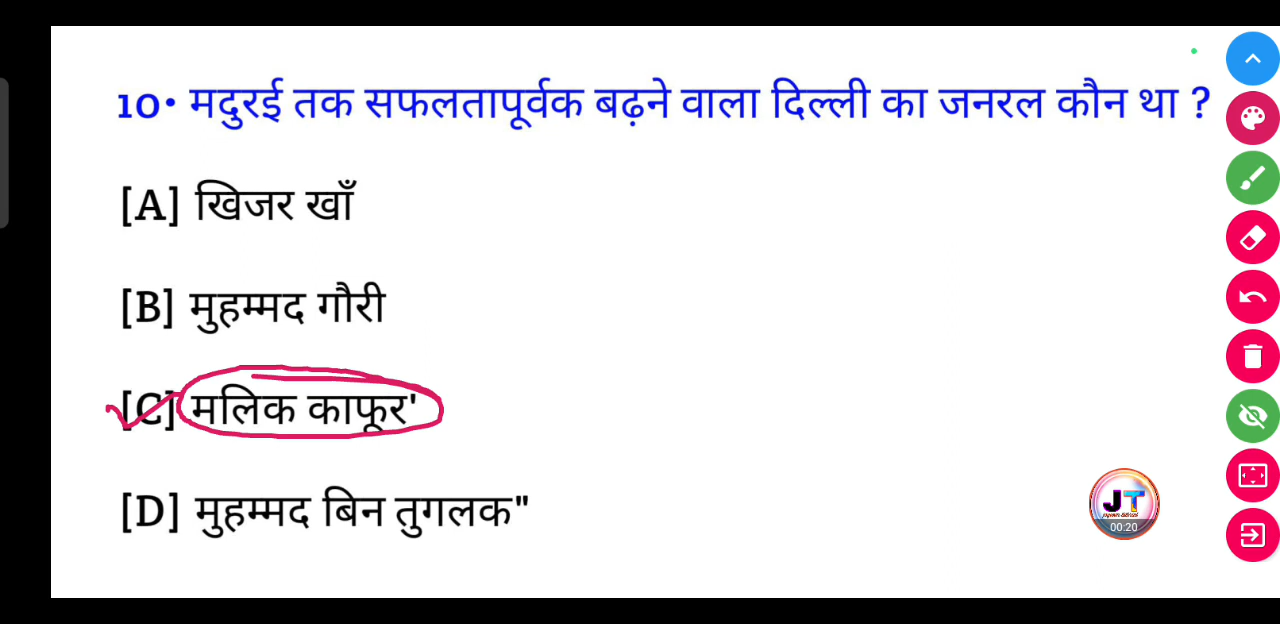 10• मदुरई तक सफलतापूर्वक बढ़ने वाला दिल्ली का जनरल कौन था ?
[A] खिजर खाँ
[B] मुहम्मद गौरी
[C] मलिक काफूर'
[D] मुहम्मद बिन तुगलक"
JT
00:20